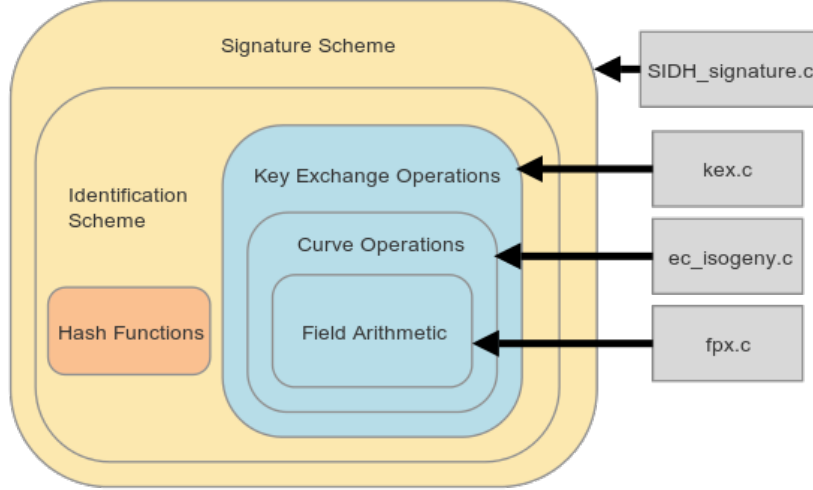 Signature Scheme
SIDH_signature.c
Key Exchange Operations
kex.c
Identification
Scheme
Curve Operations
ec_isogeny.c
Hash Functions
Field Arithmetic
fpx.c